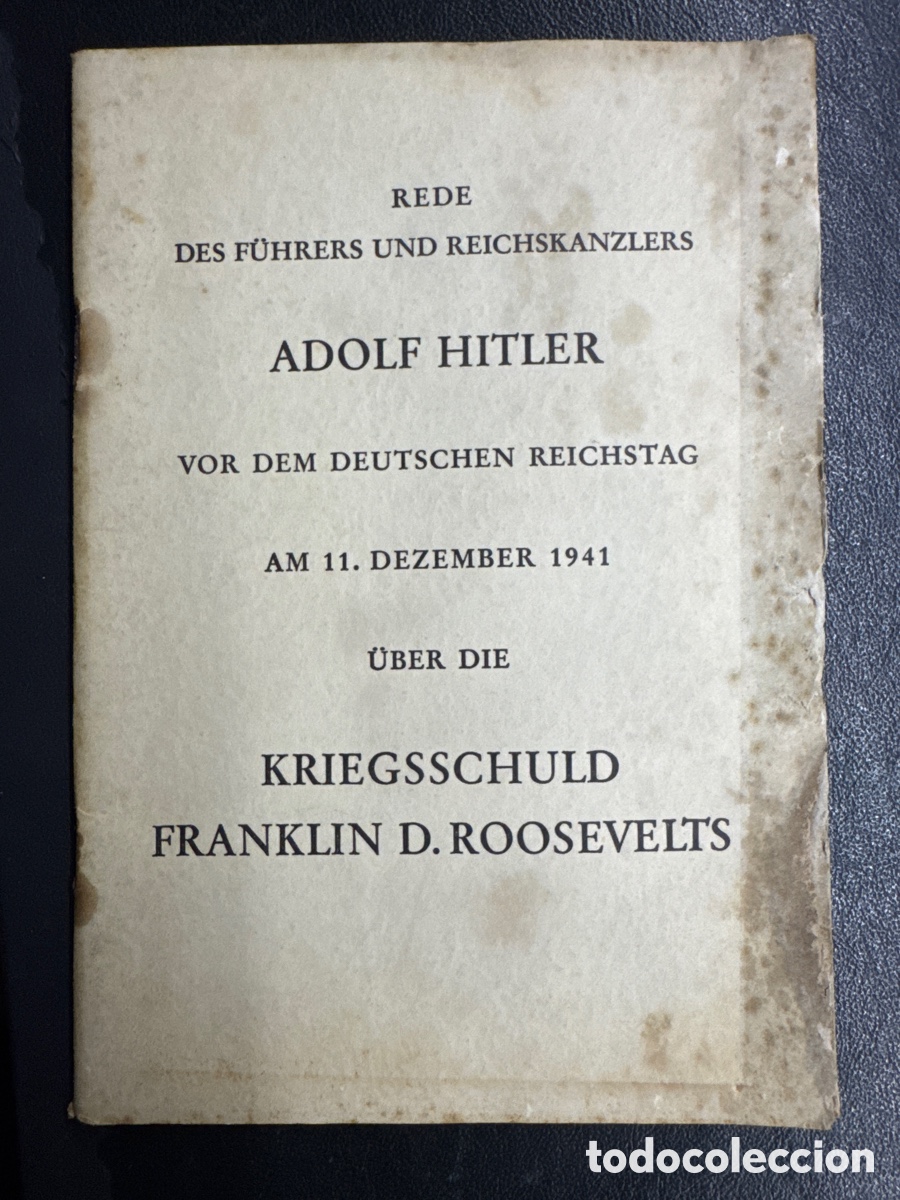 REDE
DES FÜHRERS UND REICHSKANZLERS
ADOLF HITLER
VOR DEM DEUTSCHEN REICHSTAG
AM 11. DEZEMBER 1941
ÜBER DIE
KRIEGSSCHULD
FRANKLIN D. ROOSEVELTS
todocoleccion